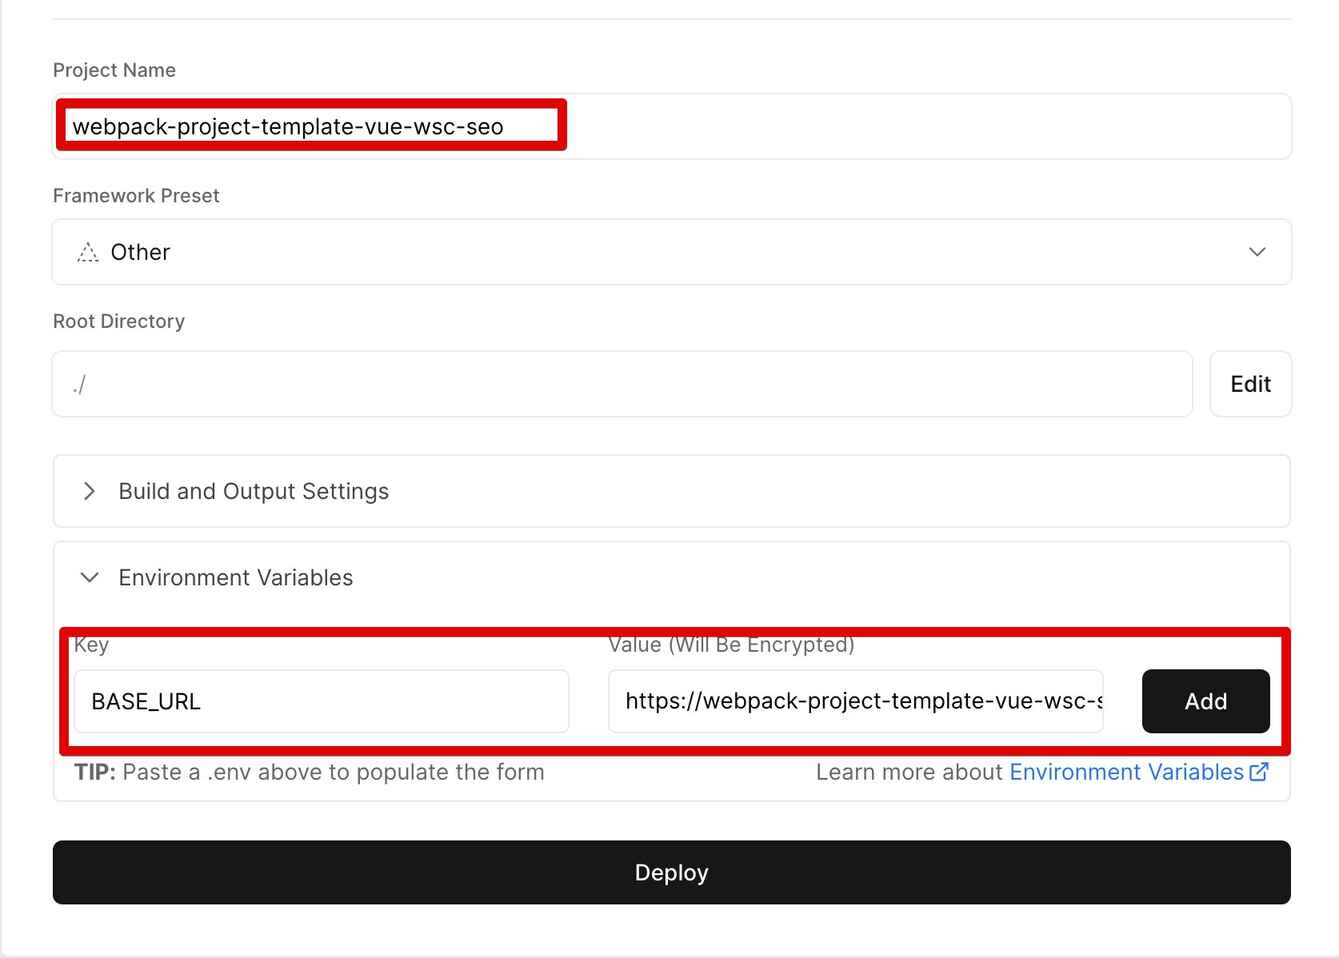 Project Name
webpack-project-template-vue-wsc-seo
Framework Preset
Other
Root Directory
./
Edit
Build and Output Settings
Environment Variables
Key
Value (Will Be Encrypted)
BASE_URL
https://webpack-project-template-vue-wsc-s
Add
TIP: Paste a .env above to populate the form
Learn more about Environment Variables
Deploy